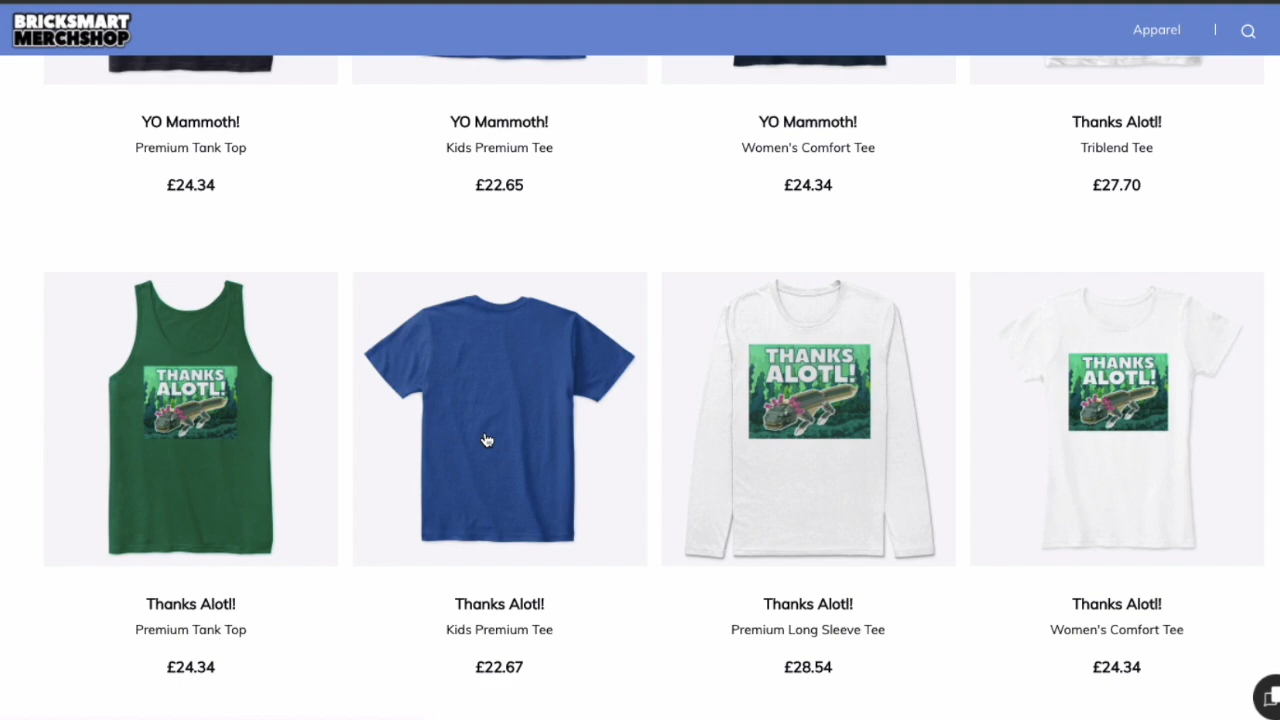 BRICKSMART
MERCHSHOP
Apparel
YO Mammoth!
Premium Tank Top
£24.34
YO Mammoth!
Kids Premium Tee
£22.65
YO Mammoth!
Women's Comfort Tee
£24.34
Thanks Alotl!
Triblend Tee
£27.70
THANKS
ALOTL!
THANKS
ALOTL!
THANKS
ALOTL!
Thanks Alotl!
Premium Tank Top
£24.34
Thanks Alotl!
Kids Premium Tee
£22.67
Thanks Alotl!
Premium Long Sleeve Tee
£28.54
Thanks Alotl!
Women's Comfort Tee
£24.34